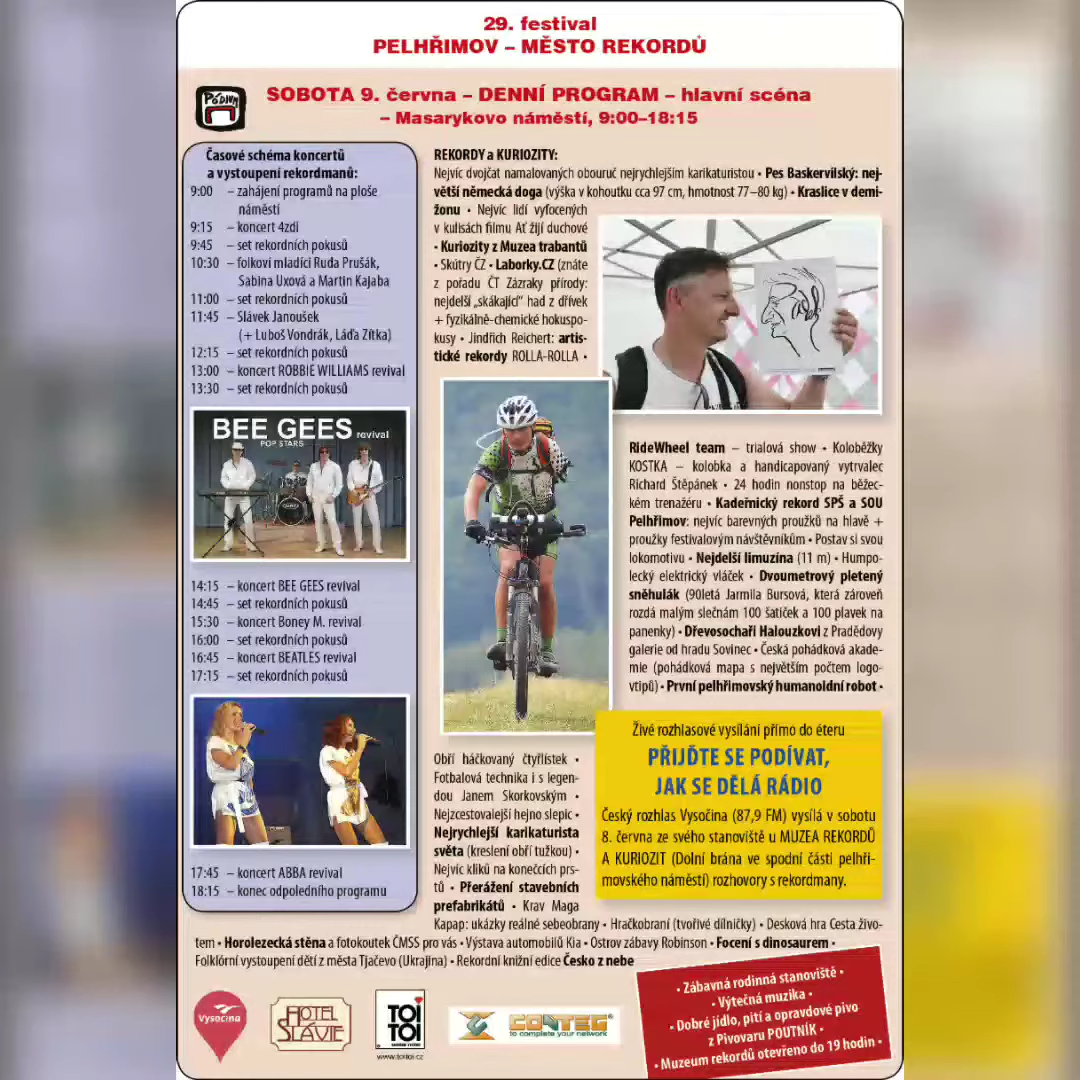 29. festival
PELHŘIMOV – MĚSTO REKORDŮ
PÓDIUM
SOBOTA 9. června – DENNÍ PROGRAM – hlavní scéna
– Masarykovo náměstí, 9:00–18:15
Časové schéma koncertů
a vystoupení rekordmanů:
9:00 – zahájení programů na ploše
náměstí
9:15 – koncert 4zdi
9:45 – set rekordních pokusů
10:30 – folkoví mladíci Ruda Prušák,
Sabina Uxová a Martin Kajaba
11:00 – set rekordních pokusů
11:45 – Slávek Janoušek
(+ Luboš Vondrák, Láďa Zítka)
12:15 – set rekordních pokusů
13:00 – koncert ROBBIE WILLIAMS revival
13:30 – set rekordních pokusů
BEE GEES revival
POP STARS
14:15 – koncert BEE GEES revival
14:45 – set rekordních pokusů
15:30 – koncert Boney M. revival
16:00 – set rekordních pokusů
16:45 – koncert BEATLES revival
17:15 – set rekordních pokusů
17:45 – koncert ABBA revival
18:15 – konec odpoledního programu
REKORDY a KURIOZITY:
Nejvíc dvojčat namalovaných obouruč nejrychlejším karikaturistou • Pes Baskervilský: nej-
větší německá doga (výška v kohoutku cca 97 cm, hmotnost 77–80 kg) • Kraslice v demi-
žonu • Nejvíc lidí vyfocených
v kulisách filmu Ať žijí duchové
• Kuriozity z Muzea trabantů
• Skútry ČZ • Laborky.CZ (znáte
z pořadu ČT Zázraky přírody:
nejdelší „skákající" had z dřívek
+ fyzikálně-chemické hokuspo-
kusy • Jindřich Reichert: artis-
tické rekordy ROLLA-ROLLA •
RideWheel team – trialová show • Koloběžky
KOSTKA – kolobka a handicapovaný vytrvalec
Richard Štěpánek • 24 hodin nonstop na běžec-
kém trenažéru • Kadeřnický rekord SPŠ a SOU
Pelhřimov: nejvíc barevných proužků na hlavě +
proužky festivalovým návštěvníkům • Postav si svou
lokomotivu • Nejdelší limuzína (11 m) • Humpo-
lecký elektrický vláček • Dvoumetrový pletený
sněhulák (90letá Jarmila Bursová, která zároveň
rozdá malým slečnám 100 šatiček a 100 plavek na
panenky) • Dřevosochaři Halouzkovi z Pradědovy
galerie od hradu Sovinec • Česká pohádková akade-
mie (pohádková mapa s největším počtem logo-
vtipů) • První pelhřimovský humanoidní robot •
Obří háčkovaný čtyřlístek •
Fotbalová technika i s legen-
dou Janem Skorkovským •
Nejzcestovalejší hejno slepic •
Nejrychlejší karikaturista
světa (kreslení obří tužkou) •
Nejvíc kliků na konečcích prs-
tů • Přerážení stavebních
prefabrikátů • Krav Maga
Kapap: ukázky reálné sebeobrany • Hračkobraní (tvořivé dílničky) • Desková hra Cesta živo-
tem • Horolezecká stěna a fotokoutek ČMSS pro vás • Výstava automobilů Kia • Ostrov zábavy Robinson • Focení s dinosaurem •
Folklórní vystoupení dětí z města Tjačevo (Ukrajina) • Rekordní knižní edice Česko z nebe
Živé rozhlasové vysílání přímo do éteru
PŘIJĎTE SE PODÍVAT,
JAK SE DĚLÁ RÁDIO
Český rozhlas Vysočina (87,9 FM) vysílá v sobotu
8. června ze svého stanoviště u MUZEA REKORDŮ
A KURIOZIT (Dolní brána ve spodní části pelhři-
movského náměstí) rozhovory s rekordmany.
• Zábavná rodinná stanoviště •
• Výtečná muzika •
• Dobré jídlo, pití a opravdové pivo
z Pivovaru POUTNÍK •
• Muzeum rekordů otevřeno do 19 hodin •
Vysočina
HOTEL
SLÁVIE
TOI
TOI
www.toitoi.cz
CONTEG
to complete your network